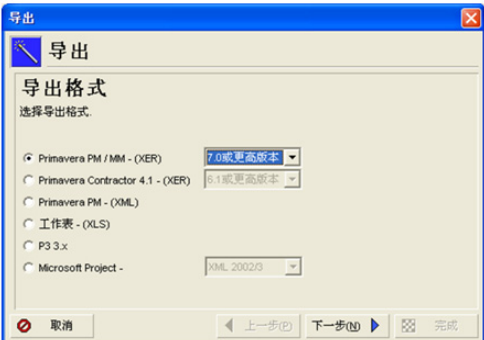 导出
导出
导出格式
选择导出格式.
Primavera PM / MM - (XER) 7.0或更高版本
Primavera Contractor 4.1 - (XER) 6.1或更高版本
Primavera PM - (XML)
工作表 - (XLS)
P3 3.x
Microsoft Project - XML 2002/3
取消 上一步(P) 下一步(N) 完成